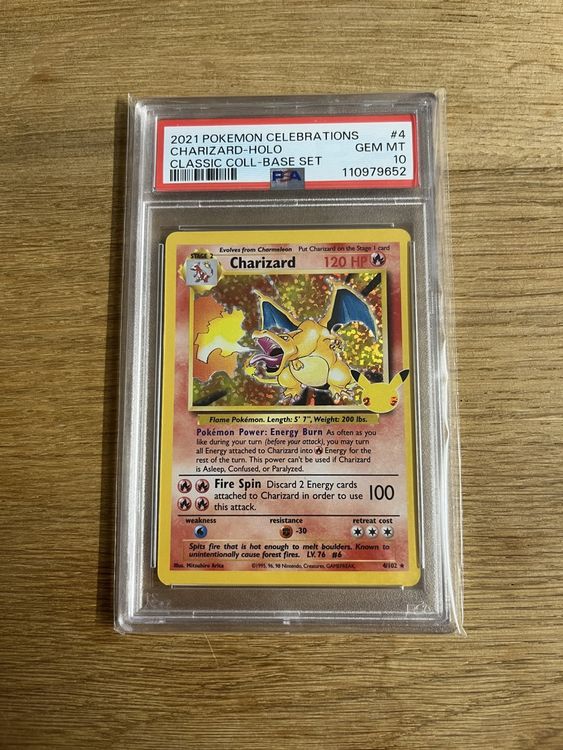 2021 POKEMON CELEBRATIONS #4
CHARIZARD-HOLO GEM MT
CLASSIC COLL-BASE SET 10
110979652
PSA
Evolves from Charmeleon Put Charizard on the Stage 1 card
STAGE 2
Charizard 120 HP
Flame Pokémon. Length: 5' 7", Weight: 200 lbs.
Pokémon Power: Energy Burn As often as you
like during your turn (before your attack), you may turn
all Energy attached to Charizard into Energy for the
rest of the turn. This power can't be used if Charizard
is Asleep, Confused, or Paralyzed.
Fire Spin Discard 2 Energy cards
attached to Charizard in order to use 100
this attack.
weakness resistance retreat cost
-30
Spits fire that is hot enough to melt boulders. Known to
unintentionally cause forest fires. LV. 76 #6
Illus. Mitsuhiro Arita ©1995, 96, 98 Nintendo, Creatures, GAMEFREAK. 4/102